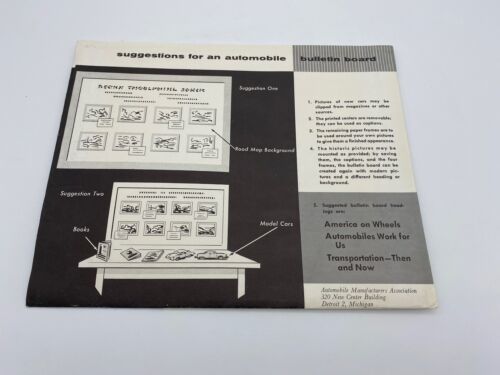 suggestions for an automobile bulletin board
Suggestion One
Road Map Background
Suggestion Two
Books
Model Cars
1. Pictures of new cars may be
clipped from magazines or other
sources.
2. The printed centers are removable;
they can be used as captions.
3. The remaining paper frames are to
be used around your own pictures
to give them a finished appearance.
4. The historic pictures may be
mounted as provided; by saving
them, the captions, and the four
frames, the bulletin board can be
created again with modern pic-
tures and a different heading or
background.
5. Suggested bulletin board head-
ings are:
America on Wheels
Automobiles Work for
Us
Transportation—Then
and Now
Automobile Manufacturers Association
320 New Center Building
Detroit 2, Michigan